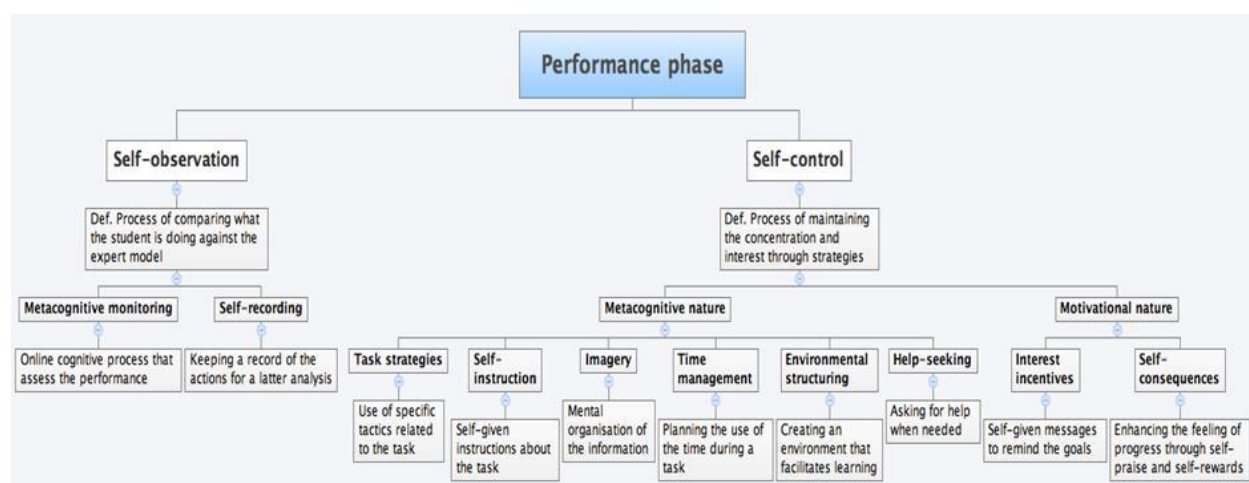 Performance phase
Self-observation
Self-control
Def. Process of comparing what
the student is doing against the
expert model
Def. Process of maintaining
the concentration and
interest through strategies
Metacognitive monitoring
Self-recording
Metacognitive nature
Motivational nature
Online cognitive process that
assess the performance
Keeping a record of the
actions for a latter analysis
Task strategies
Self-
instruction
Imagery
Time
management
Environmental
structuring
Help-seeking
Interest
incentives
Self-
consequences
Use of specific
tactics related
to the task
Self-given
instructions about
the task
Mental
organisation of
the information
Planning the use of
the time during a
task
Creating an
environment that
facilitates learning
Asking for help
when needed
Self-given messages
to remind the goals
Enhancing the feeling of
progress through self-
praise and self-rewards